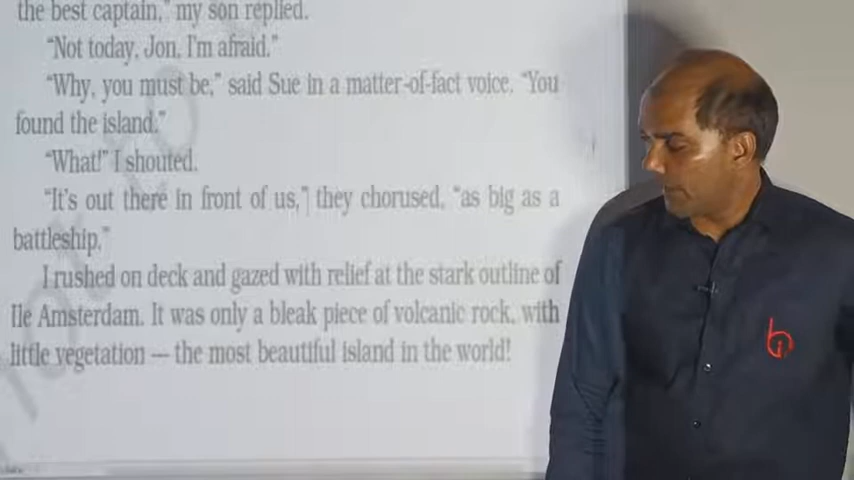 the best captain," my son replied.
"Not today, Jon, I'm afraid."
"Why, you must be," said Sue in a matter-of-fact voice. "You
found the island."
"What!" I shouted.
"It's out there in front of us," they chorused, "as big as a
battleship."
I rushed on deck and gazed with relief at the stark outline of
Ile Amsterdam. It was only a bleak piece of volcanic rock, with
little vegetation — the most beautiful island in the world!